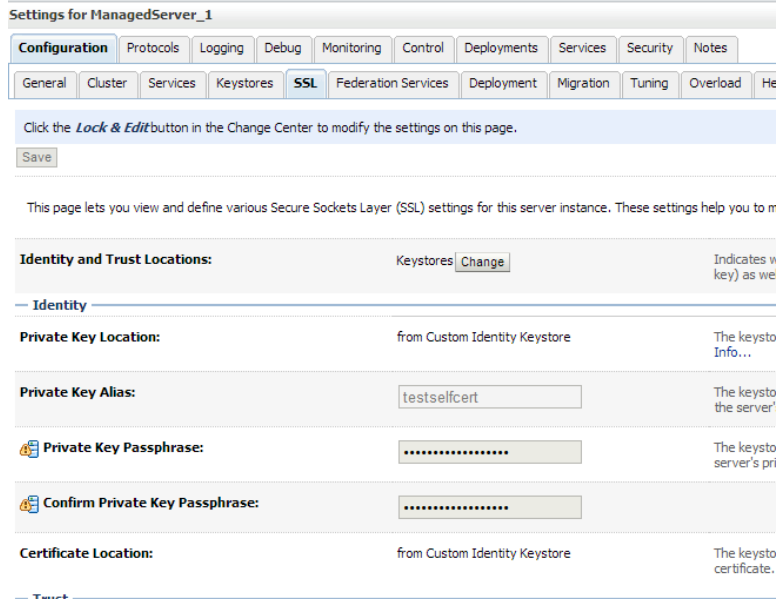 Settings for ManagedServer_1
Configuration Protocols Logging Debug Monitoring Control Deployments Services Security Notes
General Cluster Services Keystores SSL Federation Services Deployment Migration Tuning Overload He
Click the Lock & Edit button in the Change Center to modify the settings on this page.
Save
This page lets you view and define various Secure Sockets Layer (SSL) settings for this server instance. These settings help you to m
Identity and Trust Locations: Keystores Change Indicates w
key) as we
Identity
Private Key Location: from Custom Identity Keystore The keysto
Info...
Private Key Alias: testselfcert The keysto
the server'
Private Key Passphrase: •••••••••••••••••• The keysto
server's pri
Confirm Private Key Passphrase: ••••••••••••••••••
Certificate Location: from Custom Identity Keystore The keysto
certificate.
Trust